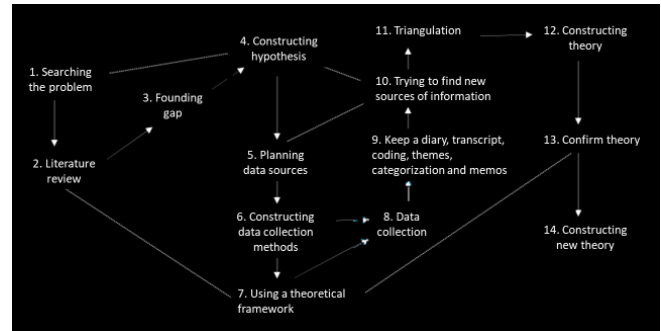 1. Searching
the problem
2. Literature
review
3. Founding
gap
4. Constructing
hypothesis
5. Planning
data sources
6. Constructing
data collection
methods
7. Using a theoretical
framework
8. Data
collection
9. Keep a diary, transcript,
coding, themes,
categorization and memos
10. Trying to find new
sources of information
11. Triangulation
12. Constructing
theory
13. Confirm theory
14. Constructing
new theory